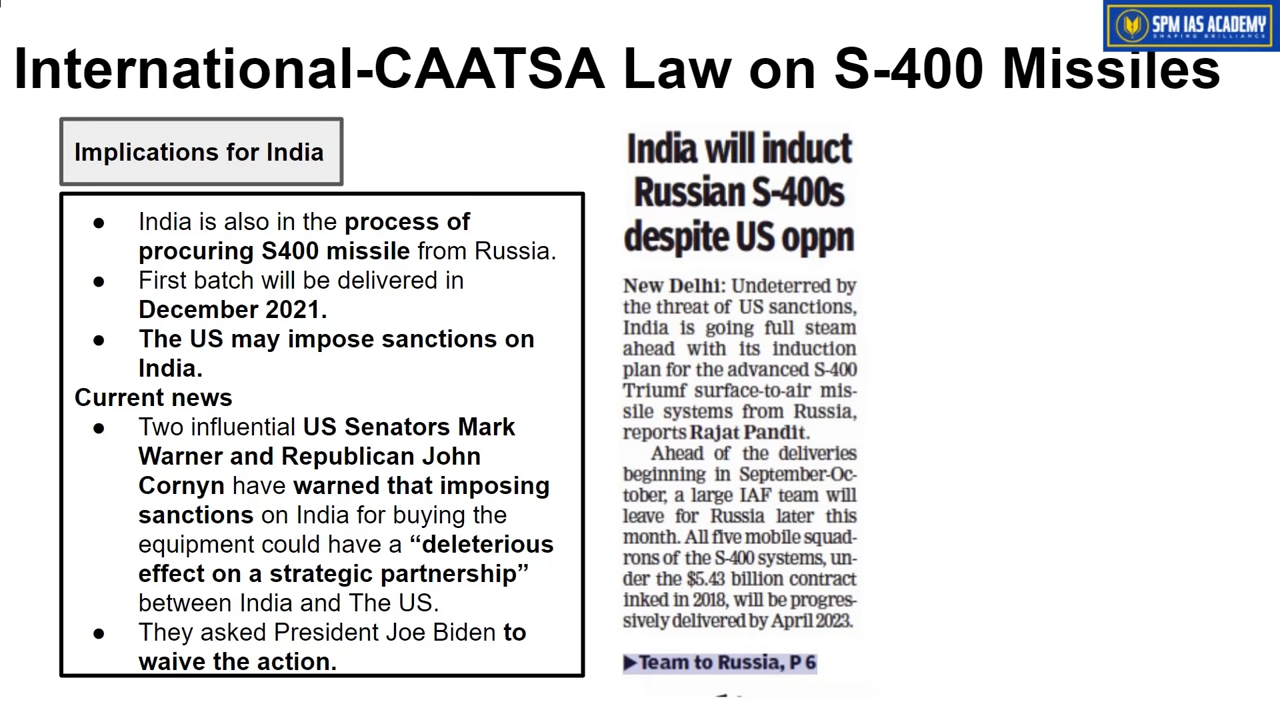 SPM IAS ACADEMY
SHAPING BRILLIANCE
International-CAATSA Law on S-400 Missiles
Implications for India
● India is also in the process of
procuring S400 missile from Russia.
● First batch will be delivered in
December 2021.
● The US may impose sanctions on
India.
Current news
● Two influential US Senators Mark
Warner and Republican John
Cornyn have warned that imposing
sanctions on India for buying the
equipment could have a “deleterious
effect on a strategic partnership”
between India and The US.
● They asked President Joe Biden to
waive the action.
India will induct
Russian S-400s
despite US oppn
New Delhi: Undeterred by
the threat of US sanctions,
India is going full steam
ahead with its induction
plan for the advanced S-400
Triumf surface-to-air mis-
sile systems from Russia,
reports Rajat Pandit.
Ahead of the deliveries
beginning in September-Oc-
tober, a large IAF team will
leave for Russia later this
month. All five mobile squad-
rons of the S-400 systems, un-
der the $5.43 billion contract
inked in 2018, will be progres-
sively delivered by April 2023.
▶Team to Russia, P 6